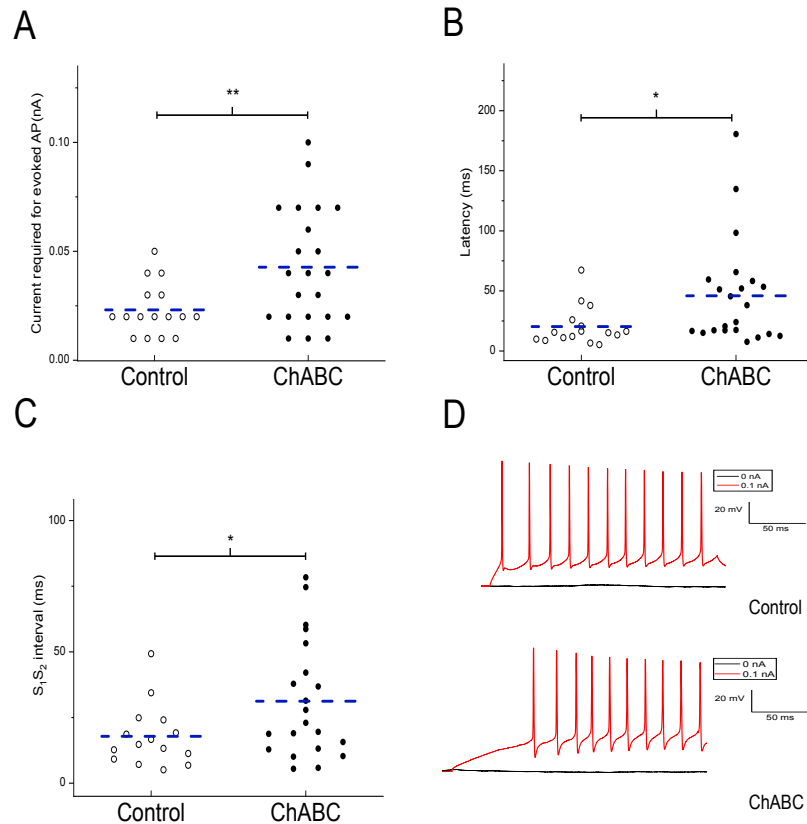 A
Current required for evoked AP (nA)
0.10
0.05
0.00
**
Control
ChABC
B
Latency (ms)
200
150
100
50
0
*
Control
ChABC
C
S₁S₂ interval (ms)
100
50
0
*
Control
ChABC
D
0 nA
0.1 nA
20 mV
50 ms
Control
0 nA
0.1 nA
20 mV
50 ms
ChABC